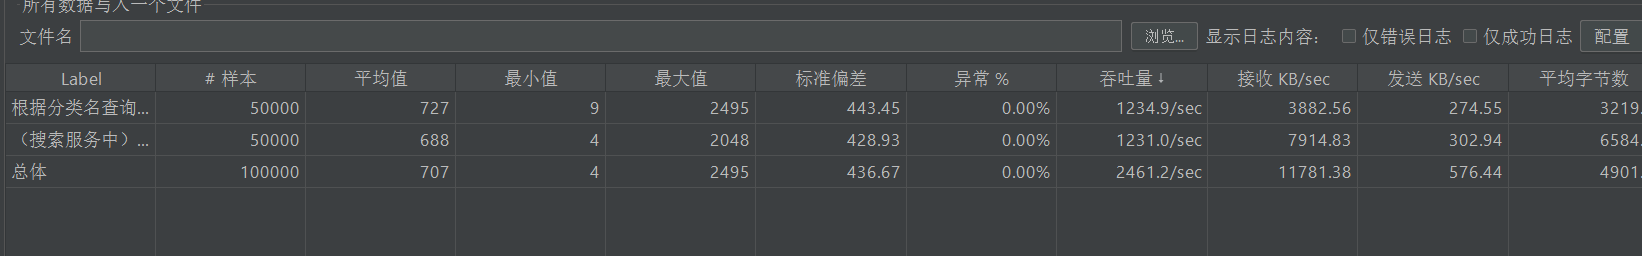 所有数据写入一个文件
文件名 浏览... 显示日志内容： 仅错误日志 仅成功日志 配置
Label # 样本 平均值 最小值 最大值 标准偏差 异常 % 吞吐量↓ 接收 KB/sec 发送 KB/sec 平均字节数
根据分类名查询... 50000 727 9 2495 443.45 0.00% 1234.9/sec 3882.56 274.55 3219.
（搜索服务中）... 50000 688 4 2048 428.93 0.00% 1231.0/sec 7914.83 302.94 6584.
总体 100000 707 4 2495 436.67 0.00% 2461.2/sec 11781.38 576.44 4901.